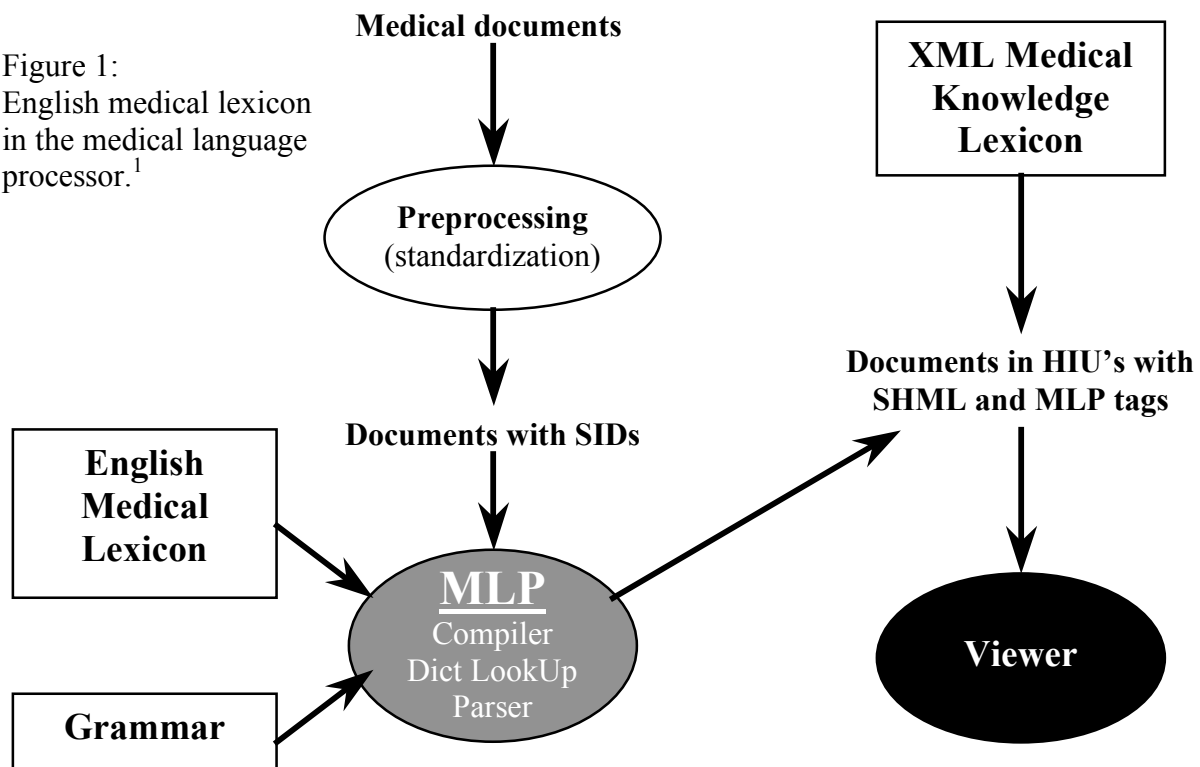 Figure 1:
English medical lexicon
in the medical language
processor.¹
Medical documents
Preprocessing
(standardization)
Documents with SIDs
English
Medical
Lexicon
Grammar
MLP
Compiler
Dict LookUp
Parser
XML Medical
Knowledge
Lexicon
Documents in HIU's with
SHML and MLP tags
Viewer